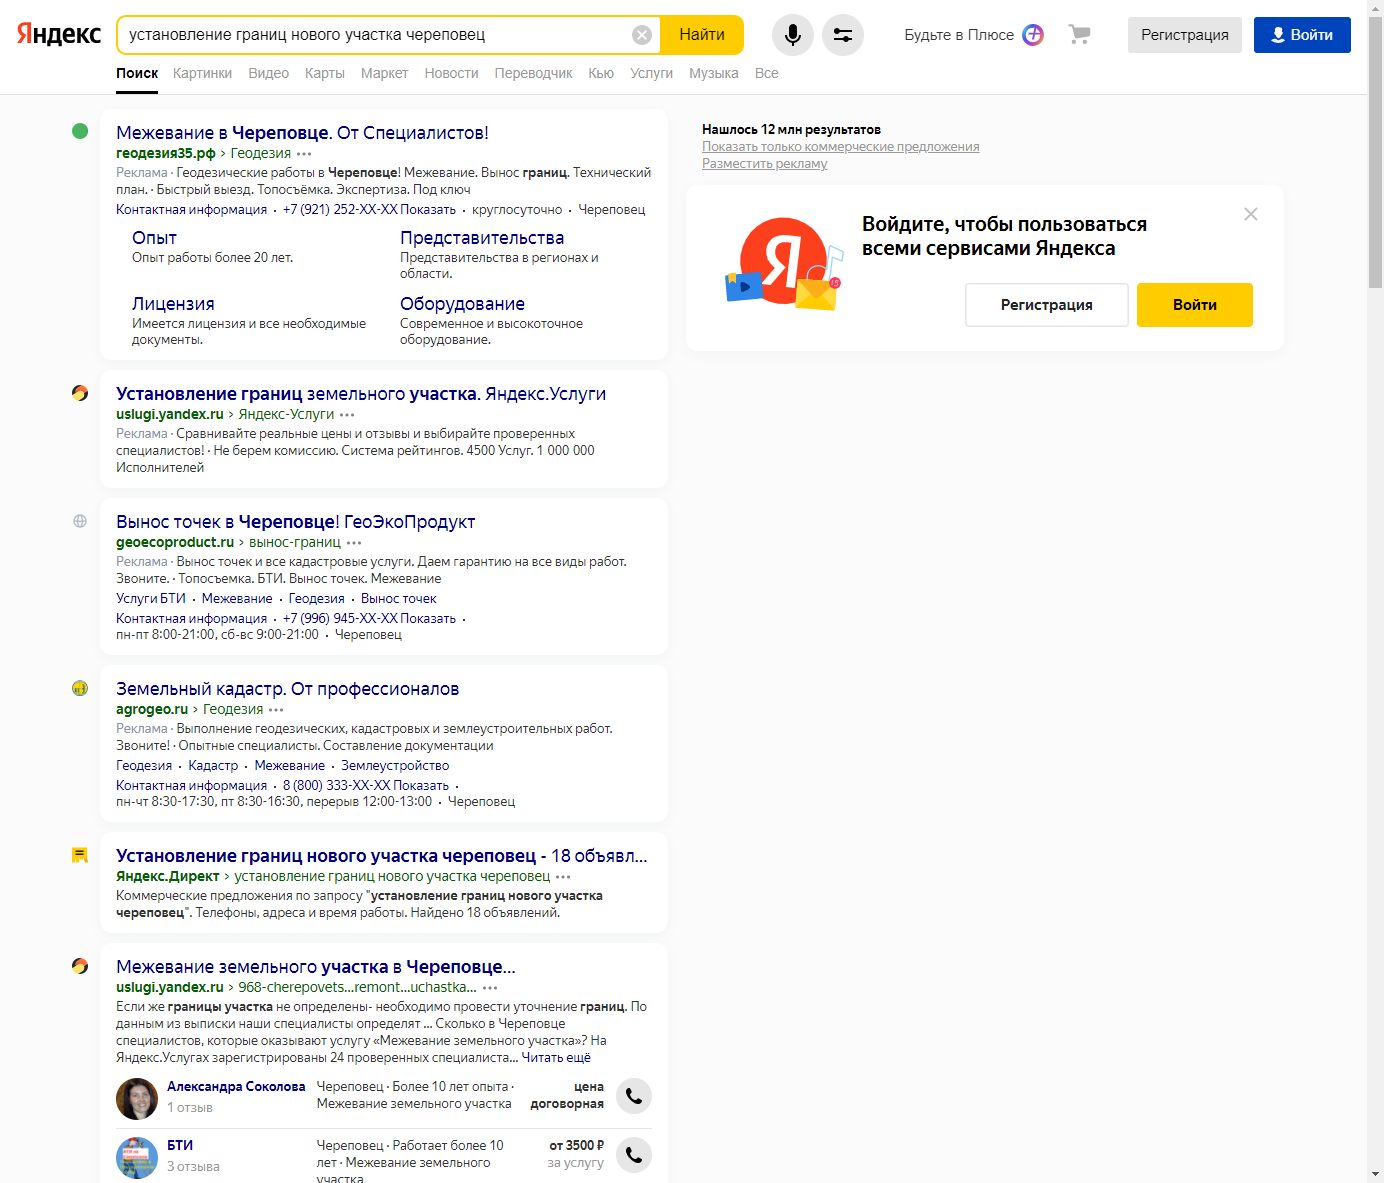 Яндекс
установление границ нового участка череповец
Найти
Будьте в Плюсе
Регистрация
Войти
Поиск Картинки Видео Карты Маркет Новости Переводчик Кью Услуги Музыка Все
Межевание в Череповце. От Специалистов!
геодезия35.рф › Геодезия
Реклама · Геодезические работы в Череповце! Межевание. Вынос границ. Технический
план. · Быстрый выезд. Топосъёмка. Экспертиза. Под ключ
Контактная информация · +7 (921) 252-XX-XX Показать · круглосуточно · Череповец
Опыт
Опыт работы более 20 лет.
Представительства
Представительства в регионах и
области.
Лицензия
Имеется лицензия и все необходимые
документы.
Оборудование
Современное и высокоточное
оборудование.
Установление границ земельного участка. Яндекс.Услуги
uslugi.yandex.ru › Яндекс-Услуги
Реклама · Сравнивайте реальные цены и отзывы и выбирайте проверенных
специалистов! · Не берем комиссию. Система рейтингов. 4500 Услуг. 1 000 000
Исполнителей
Вынос точек в Череповце! ГеоЭкоПродукт
geoecoproduct.ru › вынос-границ
Реклама · Вынос точек и все кадастровые услуги. Даем гарантию на все виды работ.
Звоните. · Топосъемка. БТИ. Вынос точек. Межевание
Услуги БТИ · Межевание · Геодезия · Вынос точек
Контактная информация · +7 (996) 945-XX-XX Показать ·
пн-пт 8:00-21:00, сб-вс 9:00-21:00 · Череповец
Земельный кадастр. От профессионалов
agrogeo.ru › Геодезия
Реклама · Выполнение геодезических, кадастровых и землеустроительных работ.
Звоните! · Опытные специалисты. Составление документации
Геодезия · Кадастр · Межевание · Землеустройство
Контактная информация · 8 (800) 333-XX-XX Показать ·
пн-чт 8:30-17:30, пт 8:30-16:30, перерыв 12:00-13:00 · Череповец
Установление границ нового участка череповец - 18 объявл...
Яндекс.Директ › установление границ нового участка череповец
Коммерческие предложения по запросу "установление границ нового участка
череповец". Телефоны, адреса и время работы. Найдено 18 объявлений.
Межевание земельного участка в Череповце...
uslugi.yandex.ru › 968-cherepovets...remont...uchastka...
Если же границы участка не определены- необходимо провести уточнение границ. По
данным из выписки наши специалисты определят ... Сколько в Череповце
специалистов, которые оказывают услугу «Межевание земельного участка»? На
Яндекс.Услугах зарегистрированы 24 проверенных специалиста... Читать ещё
Александра Соколова
1 отзыв
Череповец · Более 10 лет опыта ·
Межевание земельного участка
цена
договорная
БТИ
3 отзыва
Череповец · Работает более 10
лет · Межевание земельного
участка
от 3500 ₽
за услугу
Нашлось 12 млн результатов
Показать только коммерческие предложения
Разместить рекламу
Войдите, чтобы пользоваться
всеми сервисами Яндекса
Регистрация
Войти